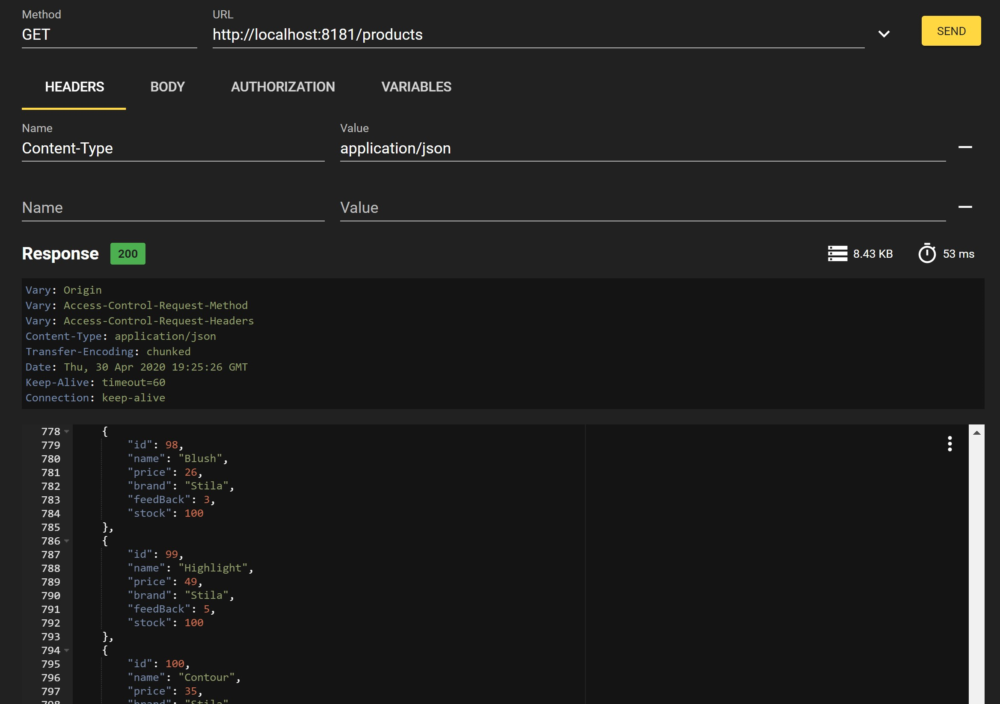 Method URL
GET http://localhost:8181/products SEND
HEADERS BODY AUTHORIZATION VARIABLES
Name Value
Content-Type application/json
Name Value
Response 200 8.43 KB 53 ms
Vary: Origin
Vary: Access-Control-Request-Method
Vary: Access-Control-Request-Headers
Content-Type: application/json
Transfer-Encoding: chunked
Date: Thu, 30 Apr 2020 19:25:26 GMT
Keep-Alive: timeout=60
Connection: keep-alive
778 {
779 "id": 98,
780 "name": "Blush",
781 "price": 26,
782 "brand": "Stila",
783 "feedBack": 3,
784 "stock": 100
785 },
786 {
787 "id": 99,
788 "name": "Highlight",
789 "price": 49,
790 "brand": "Stila",
791 "feedBack": 5,
792 "stock": 100
793 },
794 {
795 "id": 100,
796 "name": "Contour",
797 "price": 35,
798 "brand": "Stila"